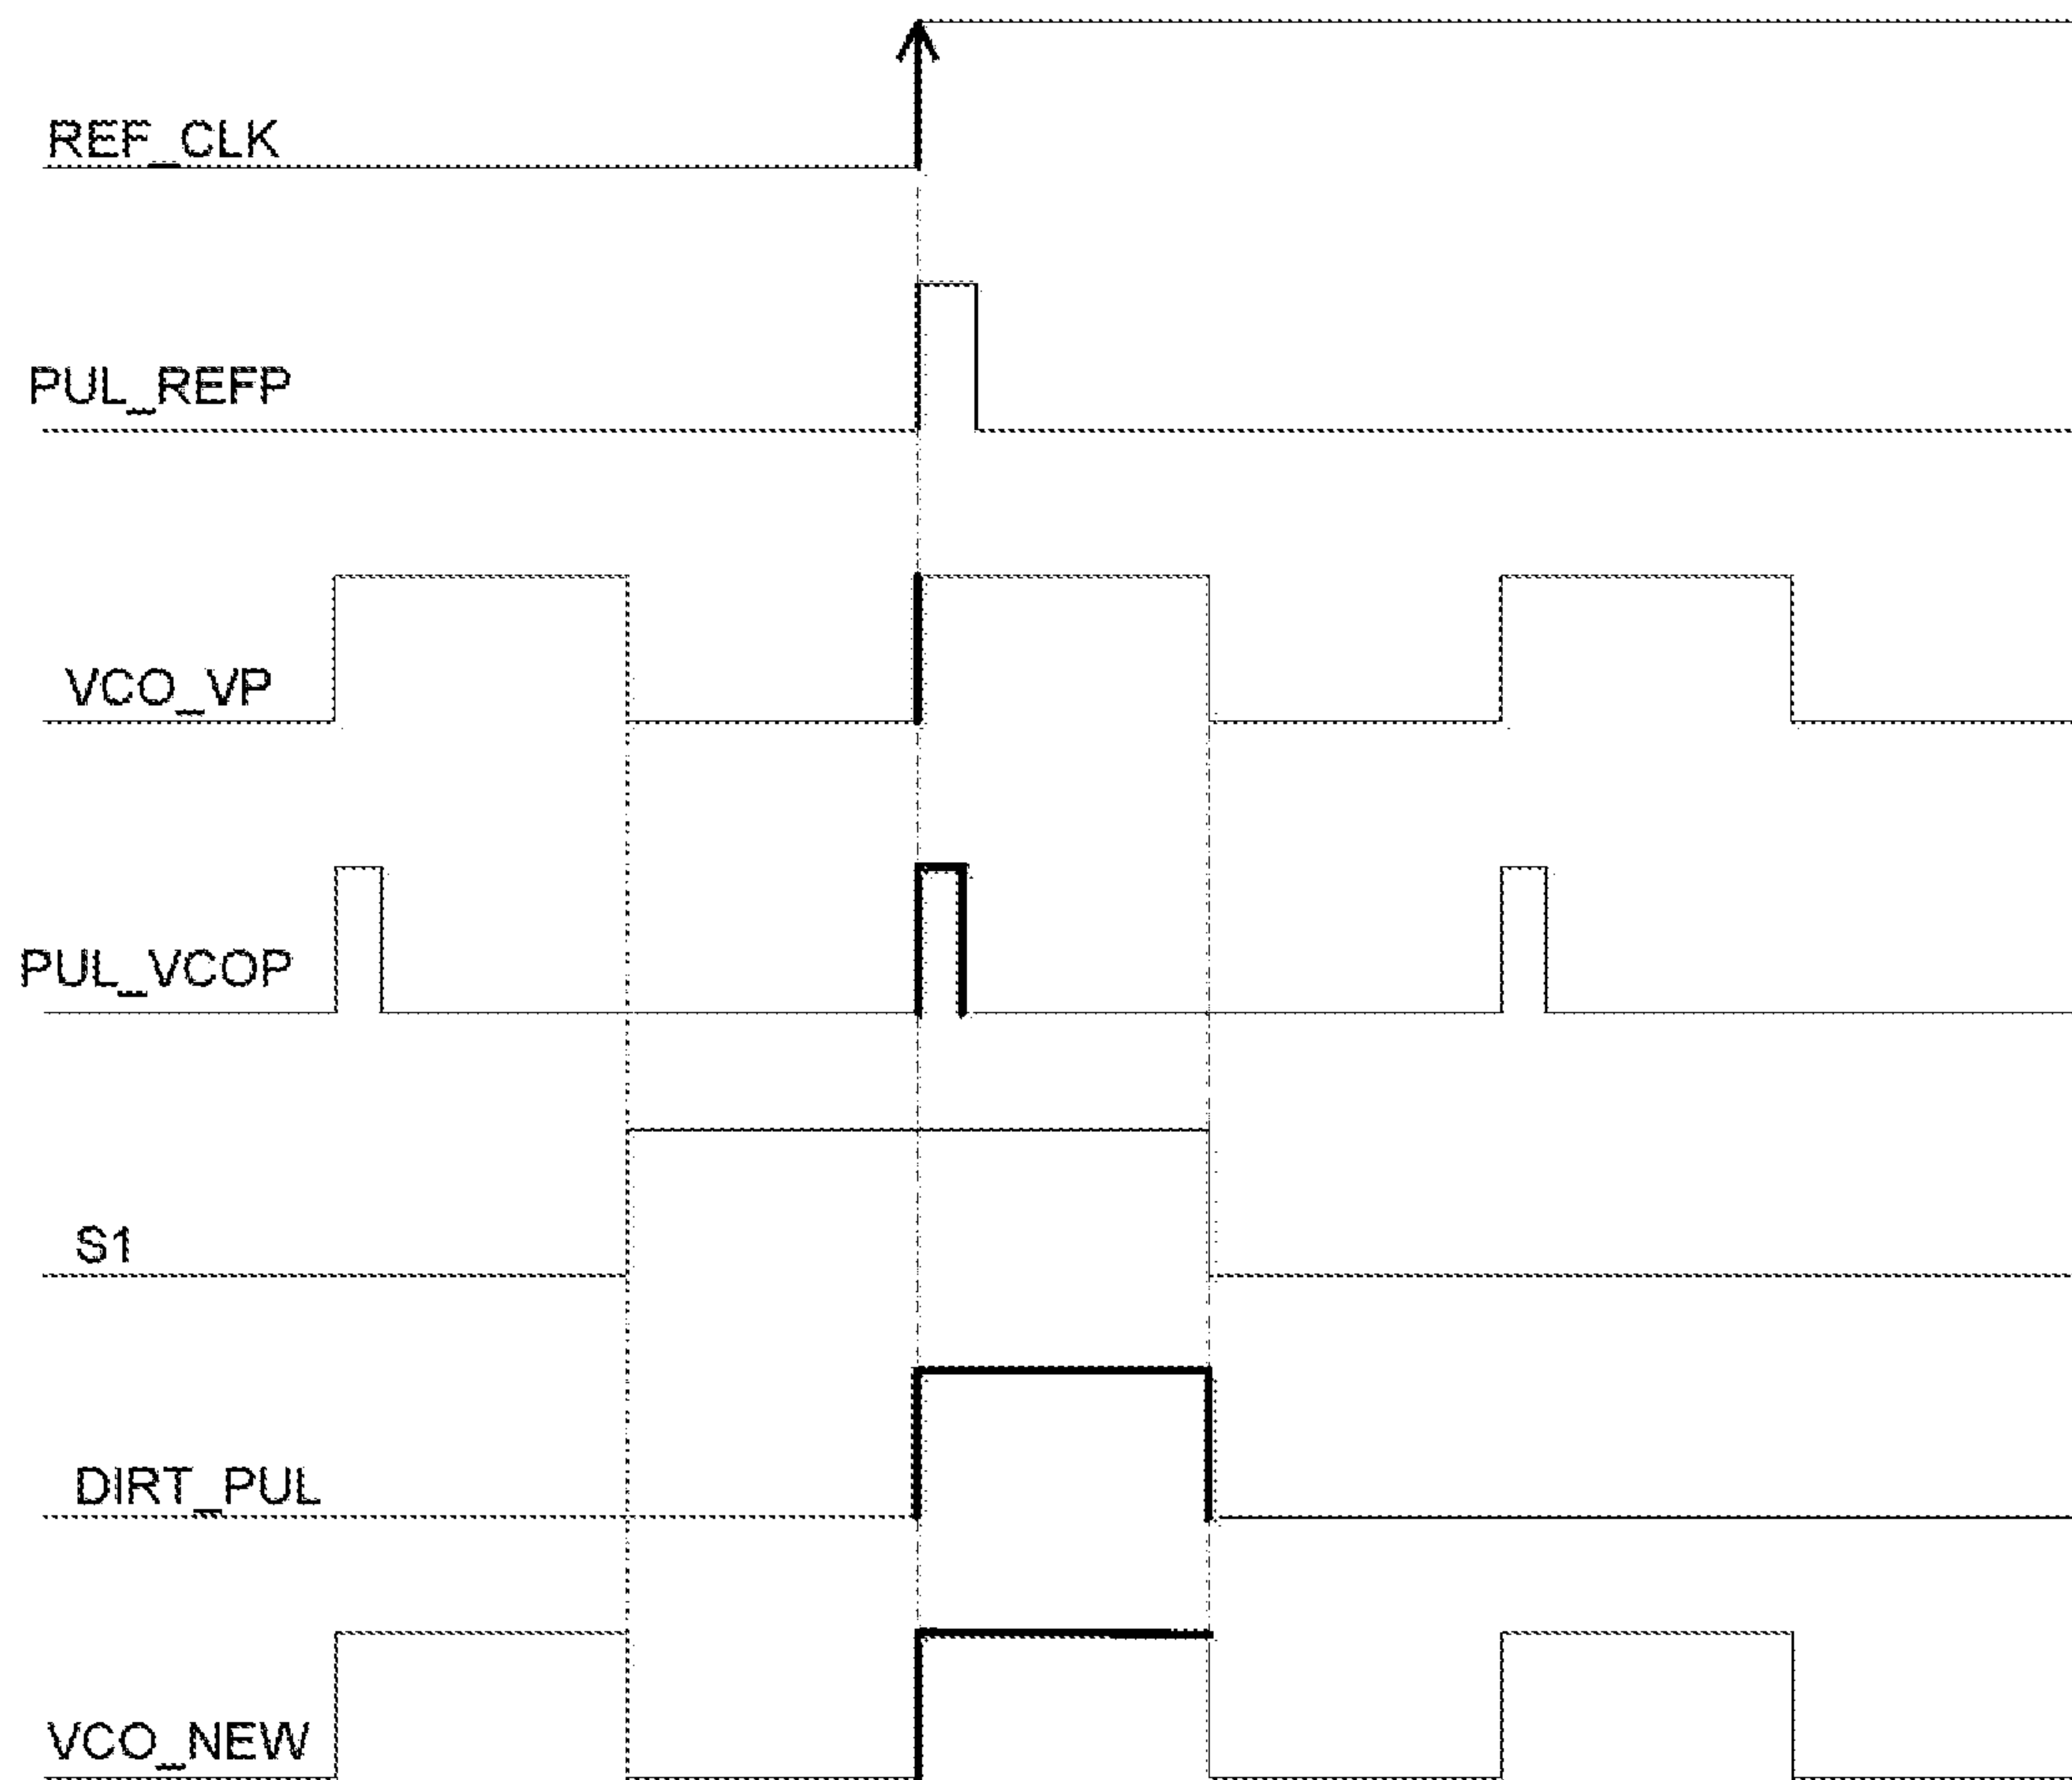 REF_CLK
PUL_REFP
VCO_VP
PUL_VCOP
S1
DIRT_PUL
VCO_NEW